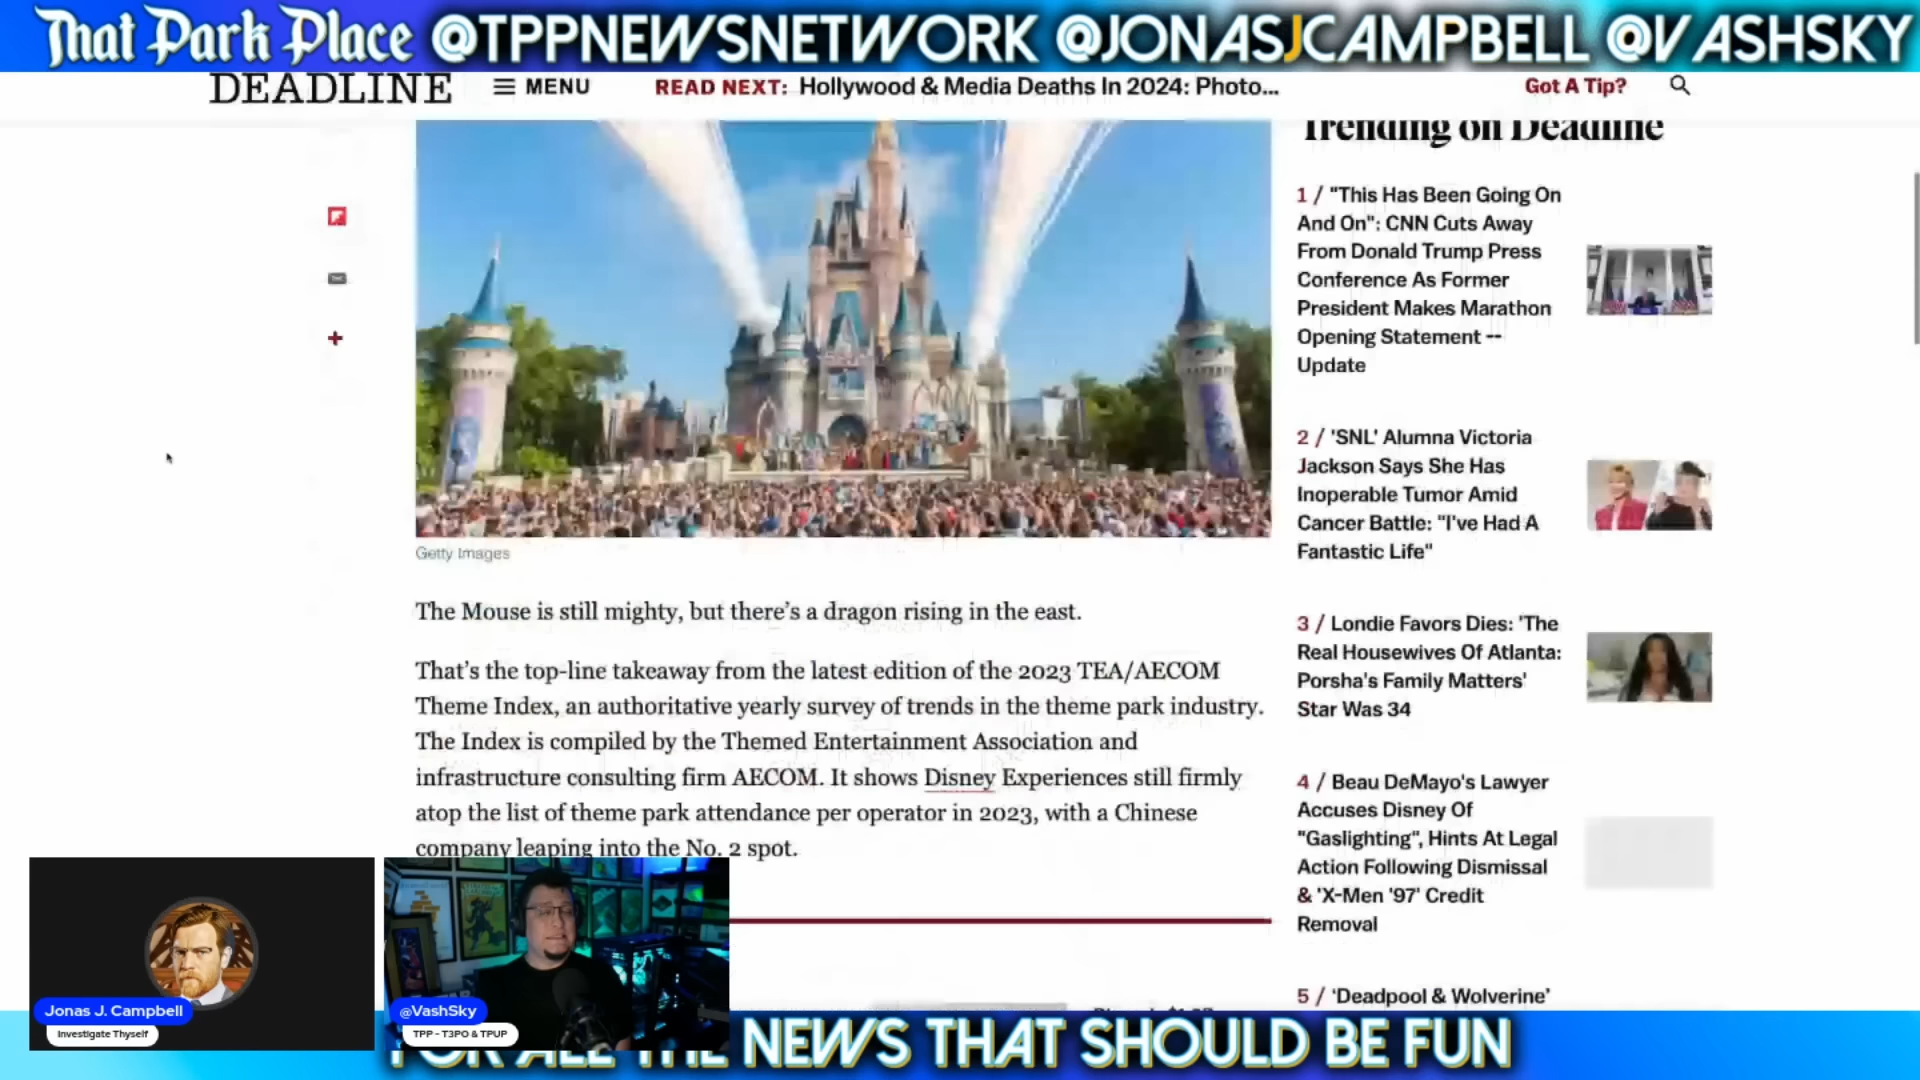 That Park Place @TPPNEWSNETWORK @JONASJCAMPBELL @VASHSKY
DEADLINE
MENU
READ NEXT: Hollywood & Media Deaths In 2024: Photo...
Got A Tip?
Trending on Deadline
1 / "This Has Been Going On
And On": CNN Cuts Away
From Donald Trump Press
Conference As Former
President Makes Marathon
Opening Statement --
Update
2 / 'SNL' Alumna Victoria
Jackson Says She Has
Inoperable Tumor Amid
Cancer Battle: "I've Had A
Fantastic Life"
3 / Londie Favors Dies: 'The
Real Housewives Of Atlanta:
Porsha's Family Matters'
Star Was 34
4 / Beau DeMayo's Lawyer
Accuses Disney Of
"Gaslighting", Hints At Legal
Action Following Dismissal
& 'X-Men '97' Credit
Removal
5 / 'Deadpool & Wolverine'
Getty Images
The Mouse is still mighty, but there's a dragon rising in the east.
That's the top-line takeaway from the latest edition of the 2023 TEA/AECOM
Theme Index, an authoritative yearly survey of trends in the theme park industry.
The Index is compiled by the Themed Entertainment Association and
infrastructure consulting firm AECOM. It shows Disney Experiences still firmly
atop the list of theme park attendance per operator in 2023, with a Chinese
company leaping into the No. 2 spot.
Jonas J. Campbell
Investigate Thyself
@VashSky
TPP - T3PO & TPUP
FOR ALL THE NEWS THAT SHOULD BE FUN